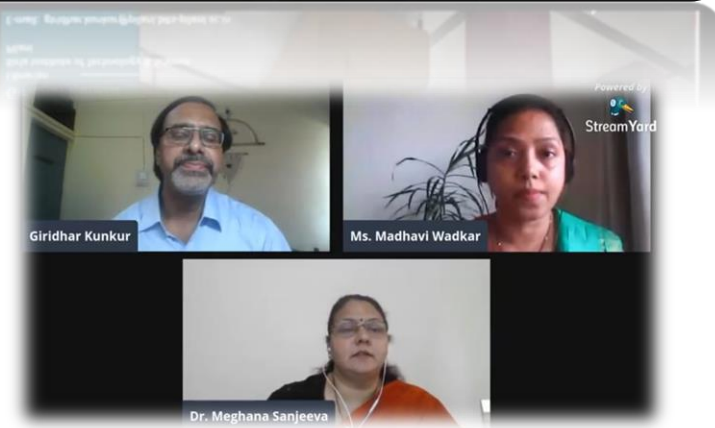 Powered by
StreamYard
Giridhar Kunkur
Ms. Madhavi Wadkar
Dr. Meghana Sanjeeva